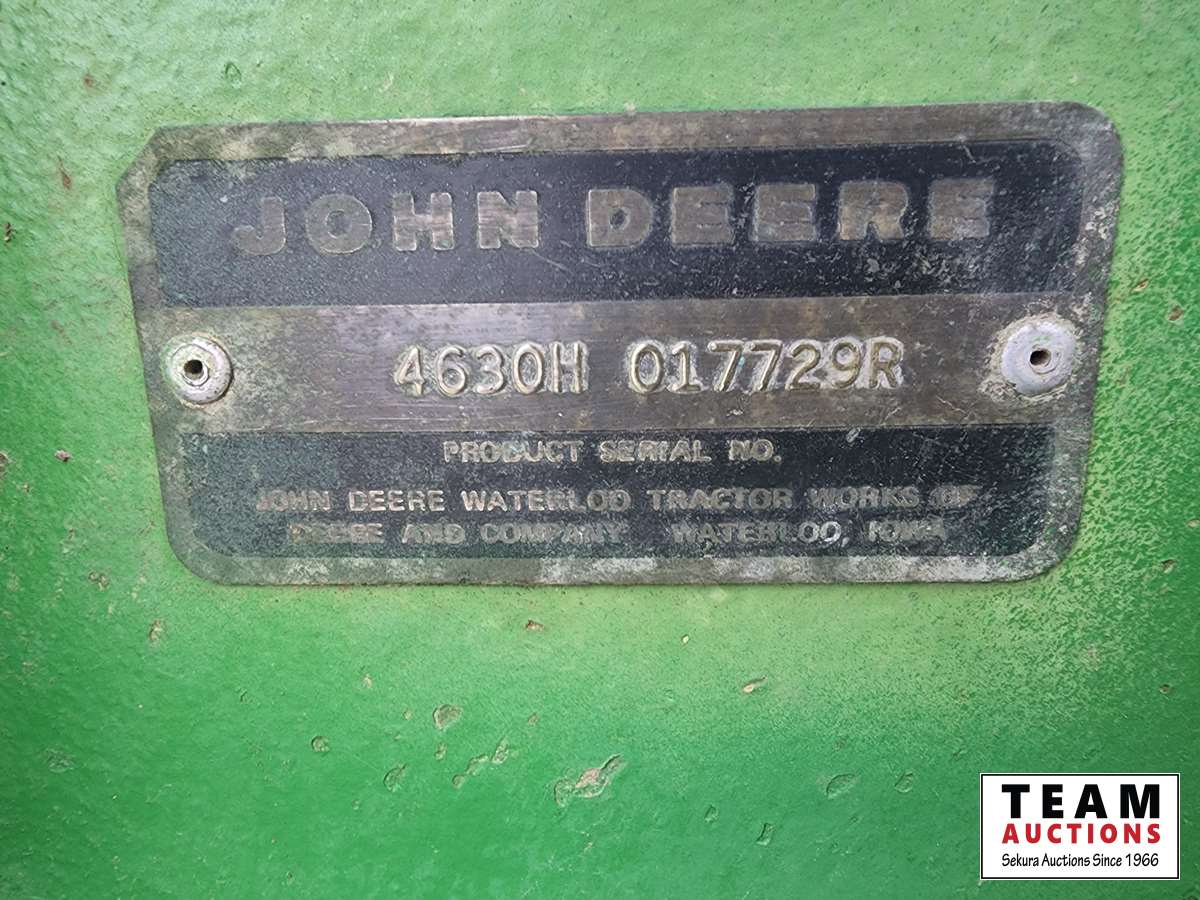 JOHN DEERE
4630H 017729R
PRODUCT SERIAL NO.
JOHN DEERE WATERLOO TRACTOR WORKS OF
DEERE AND COMPANY WATERLOO, IOWA
TEAM
AUCTIONS
Sekura Auctions Since 1966